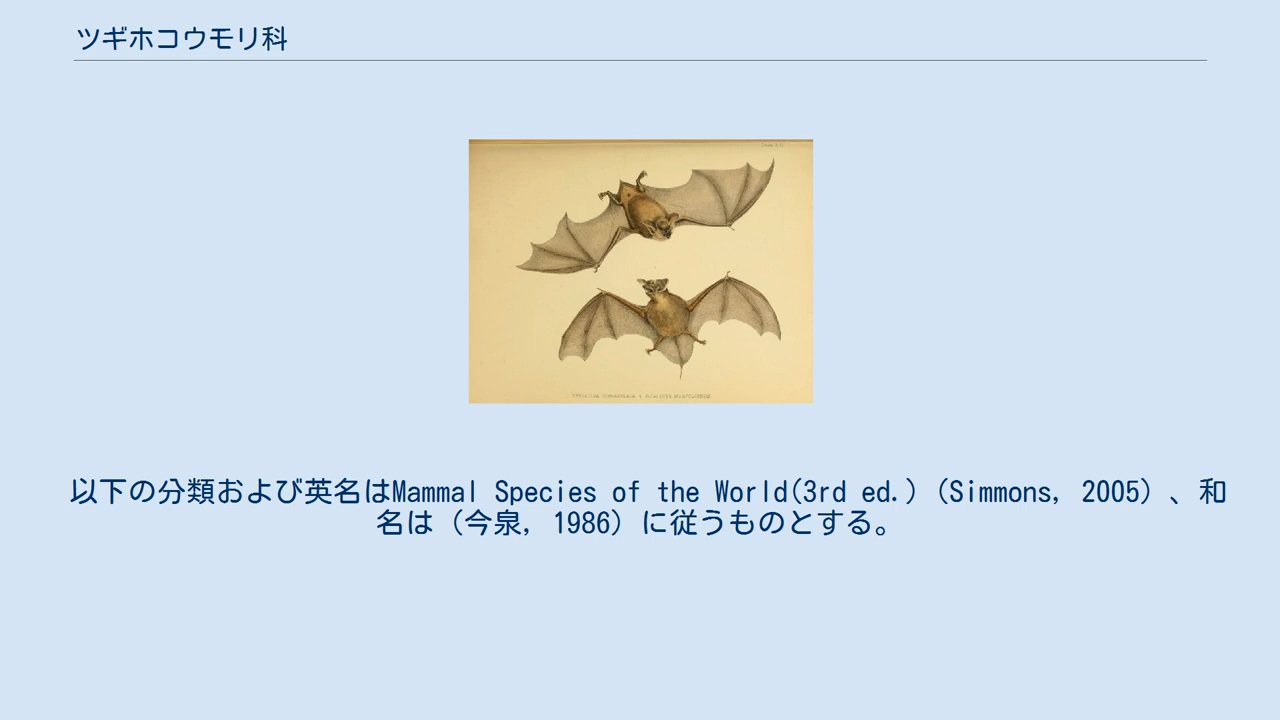 ツギホコウモリ科
以下の分類および英名はMammal Species of the World(3rd ed.)（Simmons, 2005）、和
名は（今泉, 1986）に従うものとする。